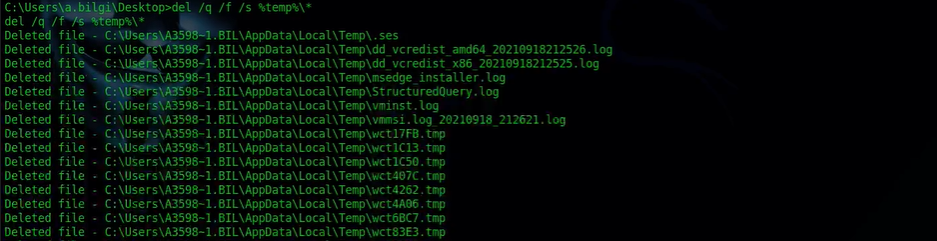 C:\Users\a.bilgi\Desktop>del /q /f /s %temp%\*
del /q /f /s %temp%\*
Deleted file - C:\Users\A3598~1.BIL\AppData\Local\Temp\.ses
Deleted file - C:\Users\A3598~1.BIL\AppData\Local\Temp\dd_vcredist_amd64_20210918212526.log
Deleted file - C:\Users\A3598~1.BIL\AppData\Local\Temp\dd_vcredist_x86_20210918212525.log
Deleted file - C:\Users\A3598~1.BIL\AppData\Local\Temp\msedge_installer.log
Deleted file - C:\Users\A3598~1.BIL\AppData\Local\Temp\StructuredQuery.log
Deleted file - C:\Users\A3598~1.BIL\AppData\Local\Temp\vminst.log
Deleted file - C:\Users\A3598~1.BIL\AppData\Local\Temp\vmmsi.log_20210918_212621.log
Deleted file - C:\Users\A3598~1.BIL\AppData\Local\Temp\wct17FB.tmp
Deleted file - C:\Users\A3598~1.BIL\AppData\Local\Temp\wct1C13.tmp
Deleted file - C:\Users\A3598~1.BIL\AppData\Local\Temp\wct1C50.tmp
Deleted file - C:\Users\A3598~1.BIL\AppData\Local\Temp\wct407C.tmp
Deleted file - C:\Users\A3598~1.BIL\AppData\Local\Temp\wct4262.tmp
Deleted file - C:\Users\A3598~1.BIL\AppData\Local\Temp\wct4A06.tmp
Deleted file - C:\Users\A3598~1.BIL\AppData\Local\Temp\wct6BC7.tmp
Deleted file - C:\Users\A3598~1.BIL\AppData\Local\Temp\wct83E3.tmp